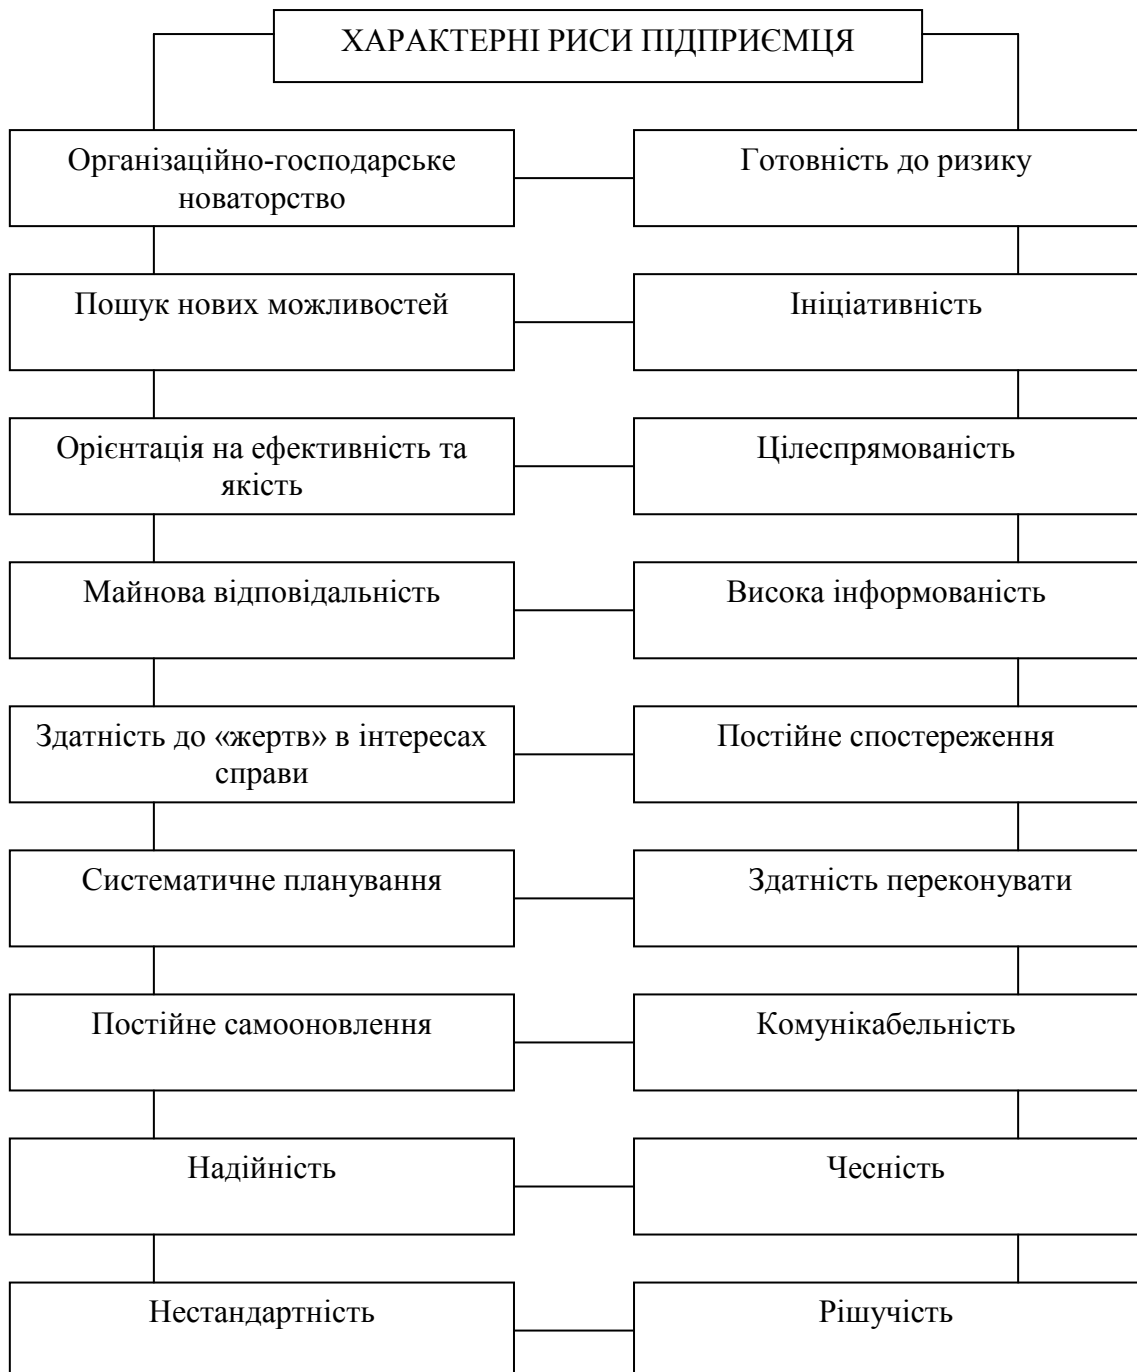 ХАРАКТЕРНІ РИСИ ПІДПРИЄМЦЯ
Організаційно-господарське
новаторство
Готовність до ризику
Пошук нових можливостей
Ініціативність
Орієнтація на ефективність та
якість
Цілеспрямованість
Майнова відповідальність
Висока інформованість
Здатність до «жертв» в інтересах
справи
Постійне спостереження
Систематичне планування
Здатність переконувати
Постійне самооновлення
Комунікабельність
Надійність
Чесність
Нестандартність
Рішучість